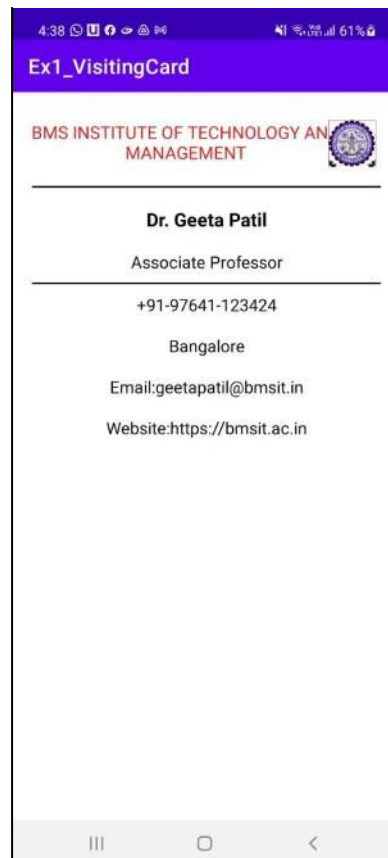 4:38 61%
Ex1_VisitingCard
BMS INSTITUTE OF TECHNOLOGY AN
MANAGEMENT
Dr. Geeta Patil
Associate Professor
+91-97641-123424
Bangalore
Email:geetapatil@bmsit.in
Website:https://bmsit.ac.in